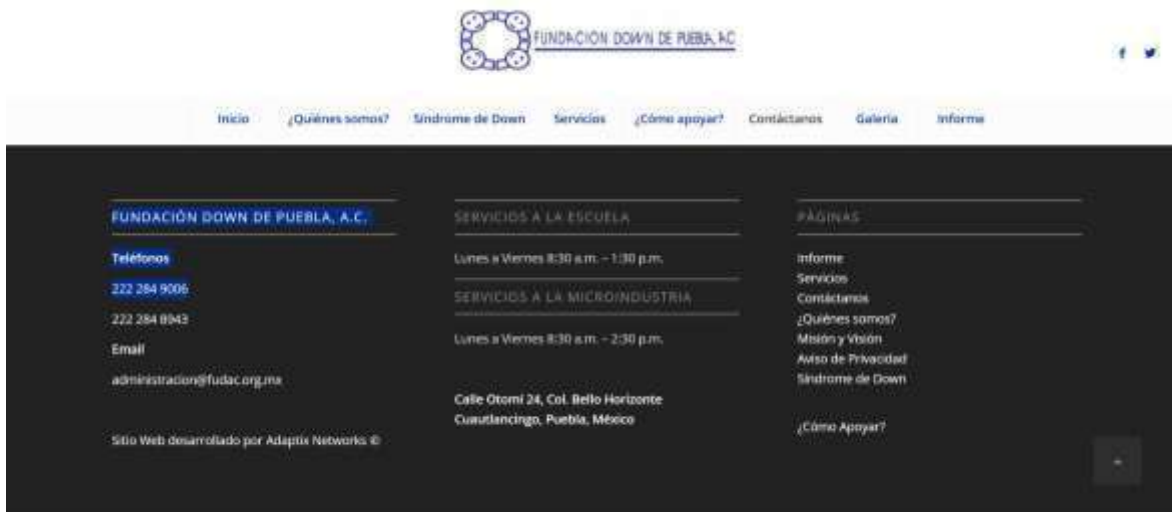 FUNDACIÓN DOWN DE PUEBLA, AC
Inicio ¿Quiénes somos? Síndrome de Down Servicios ¿Cómo apoyar? Contáctanos Galería Informe
FUNDACIÓN DOWN DE PUEBLA, A.C.
Teléfonos
222 284 9006
222 284 8943
Email
administracion@fudac.org.mx
Sitio Web desarrollado por Adaptix Networks ©
SERVICIOS A LA ESCUELA
Lunes a Viernes 8:30 a.m. – 1:30 p.m.
SERVICIOS A LA MICROINDUSTRIA
Lunes a Viernes 8:30 a.m. – 2:30 p.m.
Calle Otomí 24, Col. Bello Horizonte
Cuautlancingo, Puebla, México
PÁGINAS
Informe
Servicios
Contáctanos
¿Quiénes somos?
Misión y Visión
Aviso de Privacidad
Síndrome de Down
¿Cómo Apoyar?